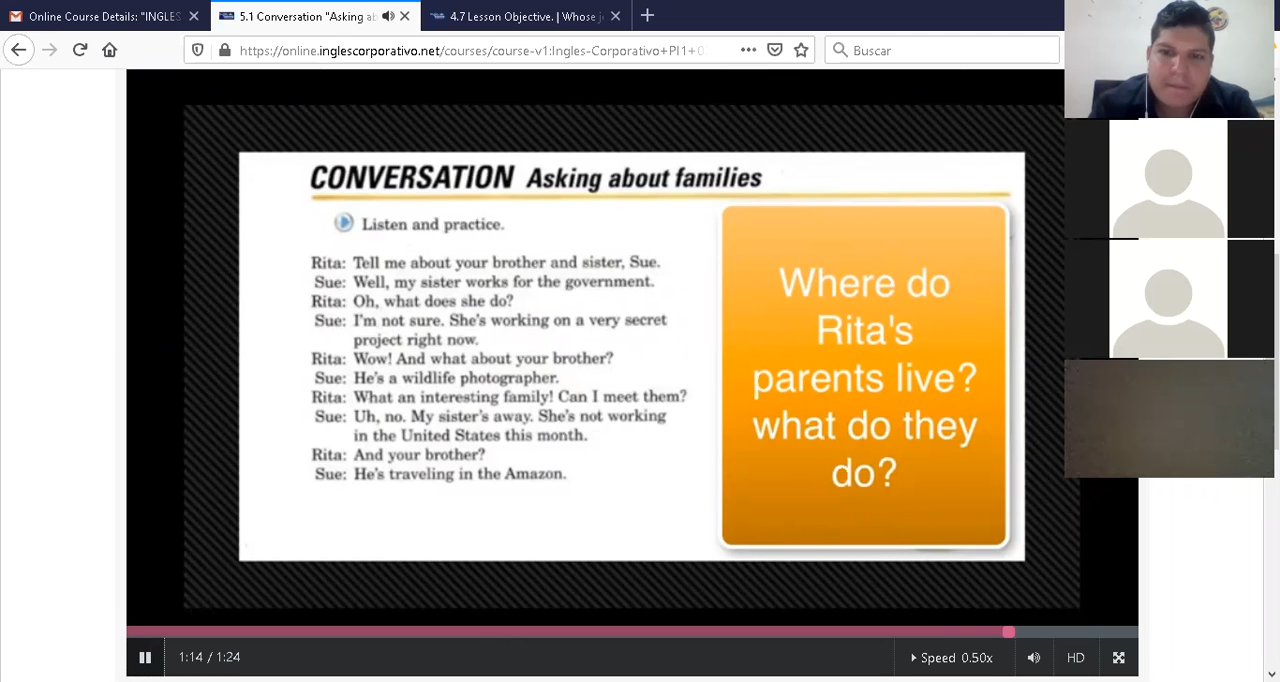 Online Course Details: "INGLES
5.1 Conversation "Asking ab
4.7 Lesson Objective. | Whose j
https://online.inglescorporativo.net/courses/course-v1:Ingles-Corporativo+PI1+0
Buscar
CONVERSATION Asking about families
Listen and practice.
Rita: Tell me about your brother and sister, Sue.
Sue: Well, my sister works for the government.
Rita: Oh, what does she do?
Sue: I'm not sure. She's working on a very secret
project right now.
Rita: Wow! And what about your brother?
Sue: He's a wildlife photographer.
Rita: What an interesting family! Can I meet them?
Sue: Uh, no. My sister's away. She's not working
in the United States this month.
Rita: And your brother?
Sue: He's traveling in the Amazon.
Where do
Rita's
parents live?
what do they
do?
1:14 / 1:24
Speed 0.50x
HD